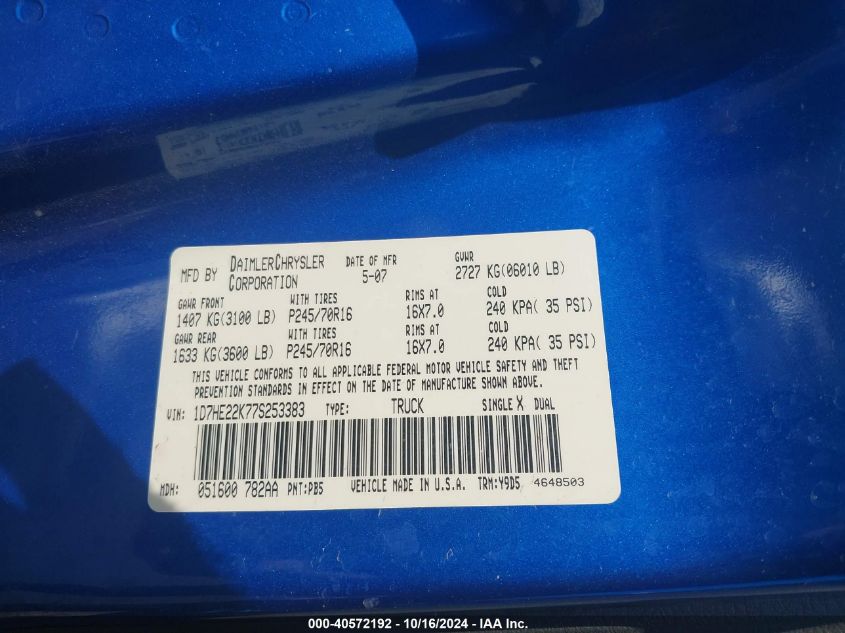 MFD BY DAIMLERCHRYSLER CORPORATION DATE OF MFR 5-07 GVWR 2727 KG(06010 LB)
GAWR FRONT WITH TIRES RIMS AT COLD
1407 KG(3100 LB) P245/70R16 16X7.0 240 KPA( 35 PSI)
GAWR REAR WITH TIRES RIMS AT COLD
1633 KG(3600 LB) P245/70R16 16X7.0 240 KPA( 35 PSI)
THIS VEHICLE CONFORMS TO ALL APPLICABLE FEDERAL MOTOR VEHICLE SAFETY AND THEFT
PREVENTION STANDARDS IN EFFECT ON THE DATE OF MANUFACTURE SHOWN ABOVE.
VIN: 1D7HE22K77S253383 TYPE: TRUCK SINGLE X DUAL
MDH: 051600 782AA PNT:PB5 VEHICLE MADE IN U.S.A. TRM:Y9D5 4648503
000-40572192 - 10/16/2024 - IAA Inc.